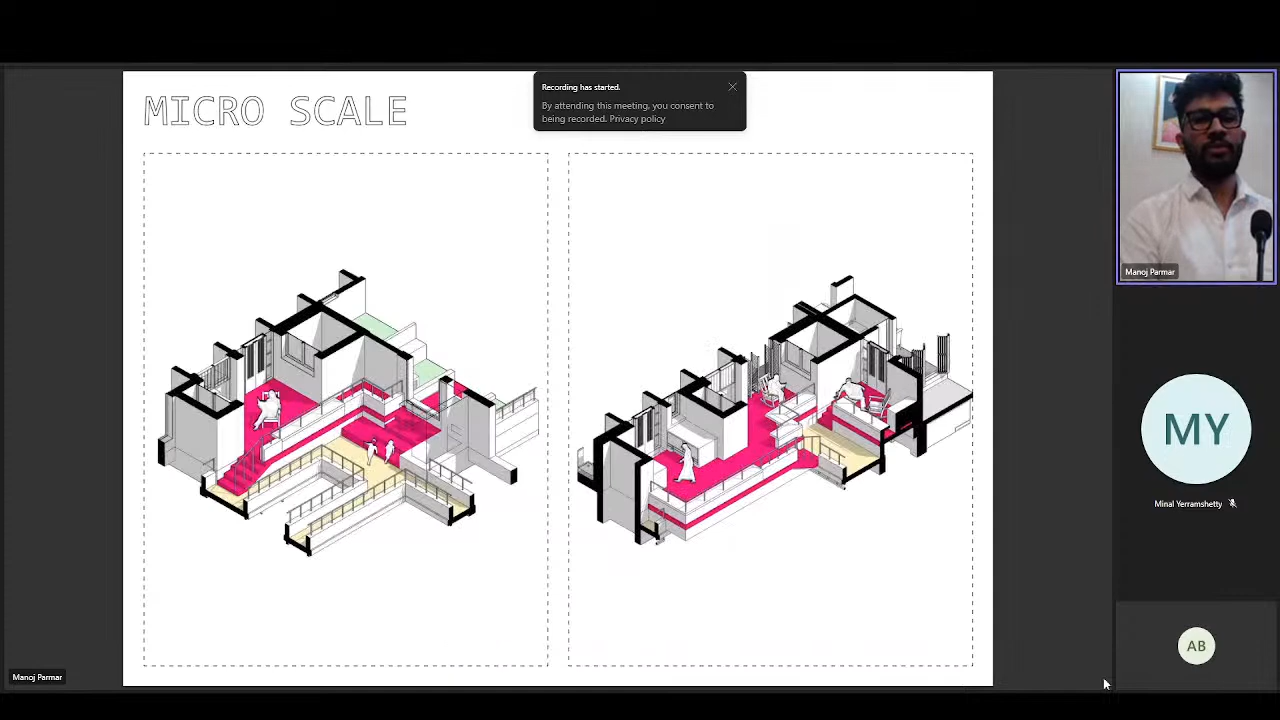 MICRO SCALE
Recording has started.
By attending this meeting, you consent to
being recorded. Privacy policy
Manoj Parmar
MY
Minal Yerramshetty
AB
Manoj Parmar